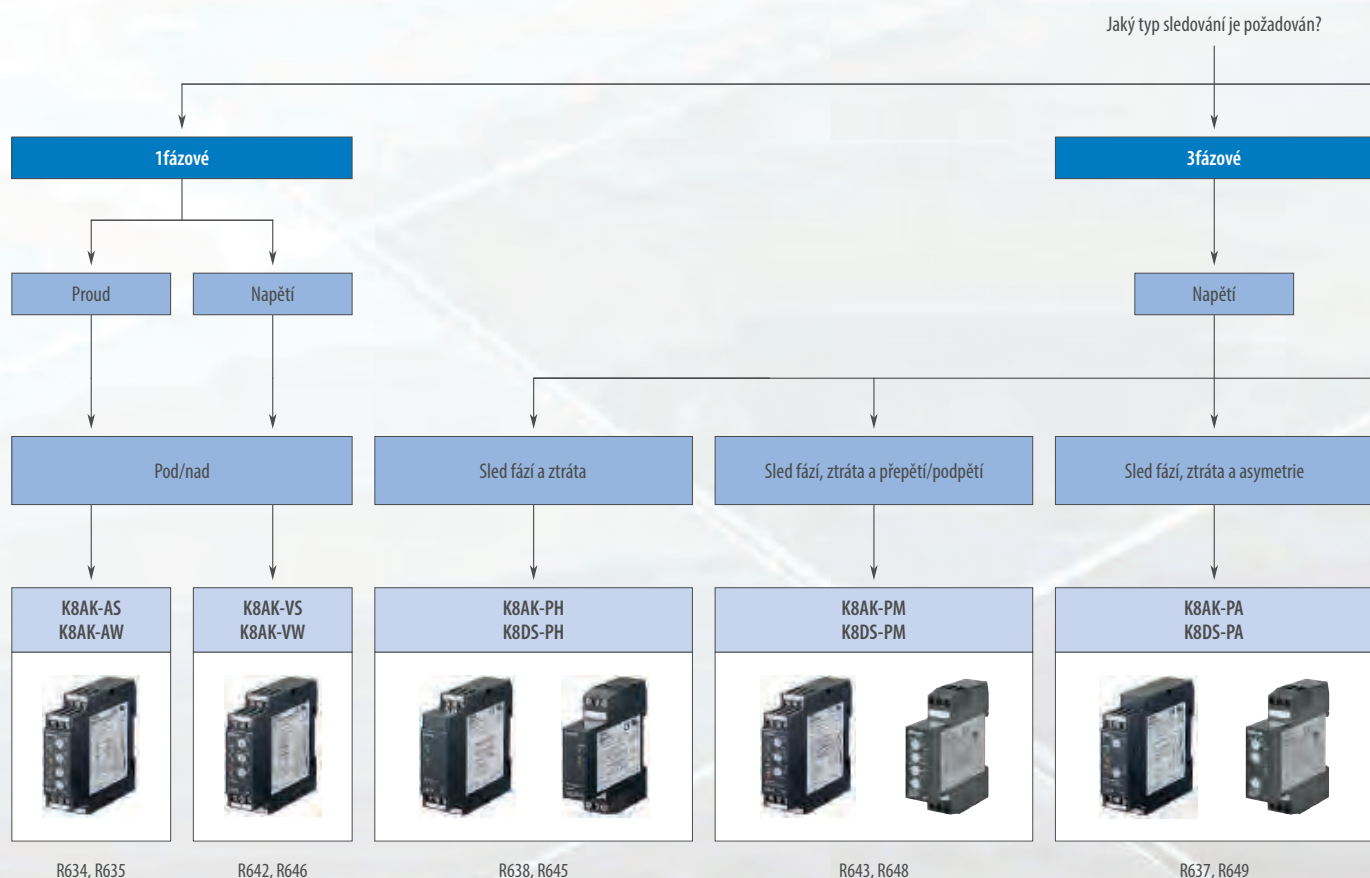 Jaký typ sledování je požadován?
1fázové
3fázové
Proud
Napětí
Napětí
Pod/nad
Sled fází a ztráta
Sled fází, ztráta a přepětí/podpětí
Sled fází, ztráta a asymetrie
K8AK-AS
K8AK-AW
K8AK-VS
K8AK-VW
K8AK-PH
K8DS-PH
K8AK-PM
K8DS-PM
K8AK-PA
K8DS-PA
R634, R635
R642, R646
R638, R645
R643, R648
R637, R649